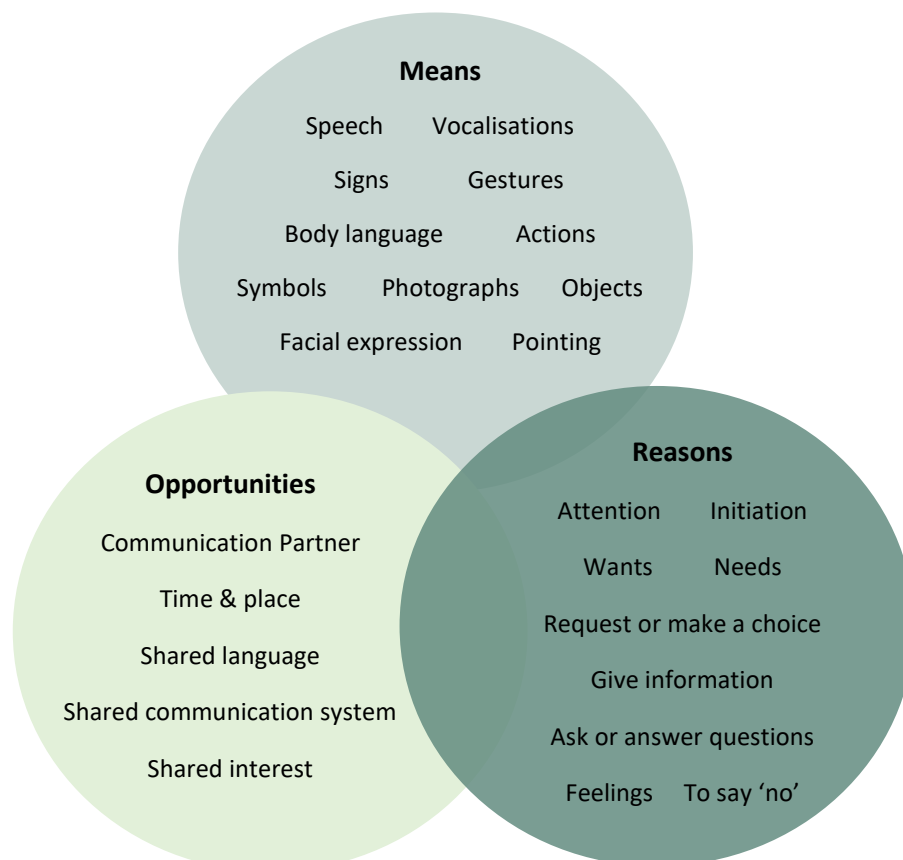 Means
Speech Vocalisations
Signs Gestures
Body language Actions
Symbols Photographs Objects
Facial expression Pointing
Opportunities
Communication Partner
Time & place
Shared language
Shared communication system
Shared interest
Reasons
Attention Initiation
Wants Needs
Request or make a choice
Give information
Ask or answer questions
Feelings To say ‘no’